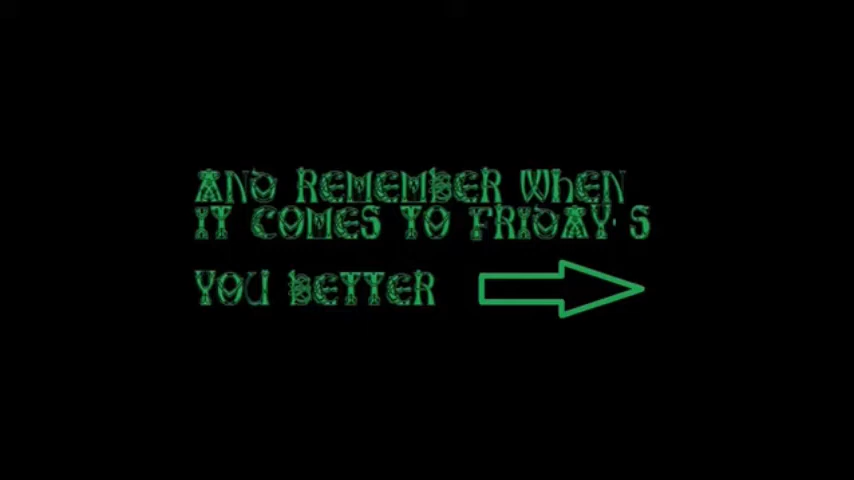 AND REMEMBER WHEN
IT COMES TO FRIDAY'S
YOU BETTER